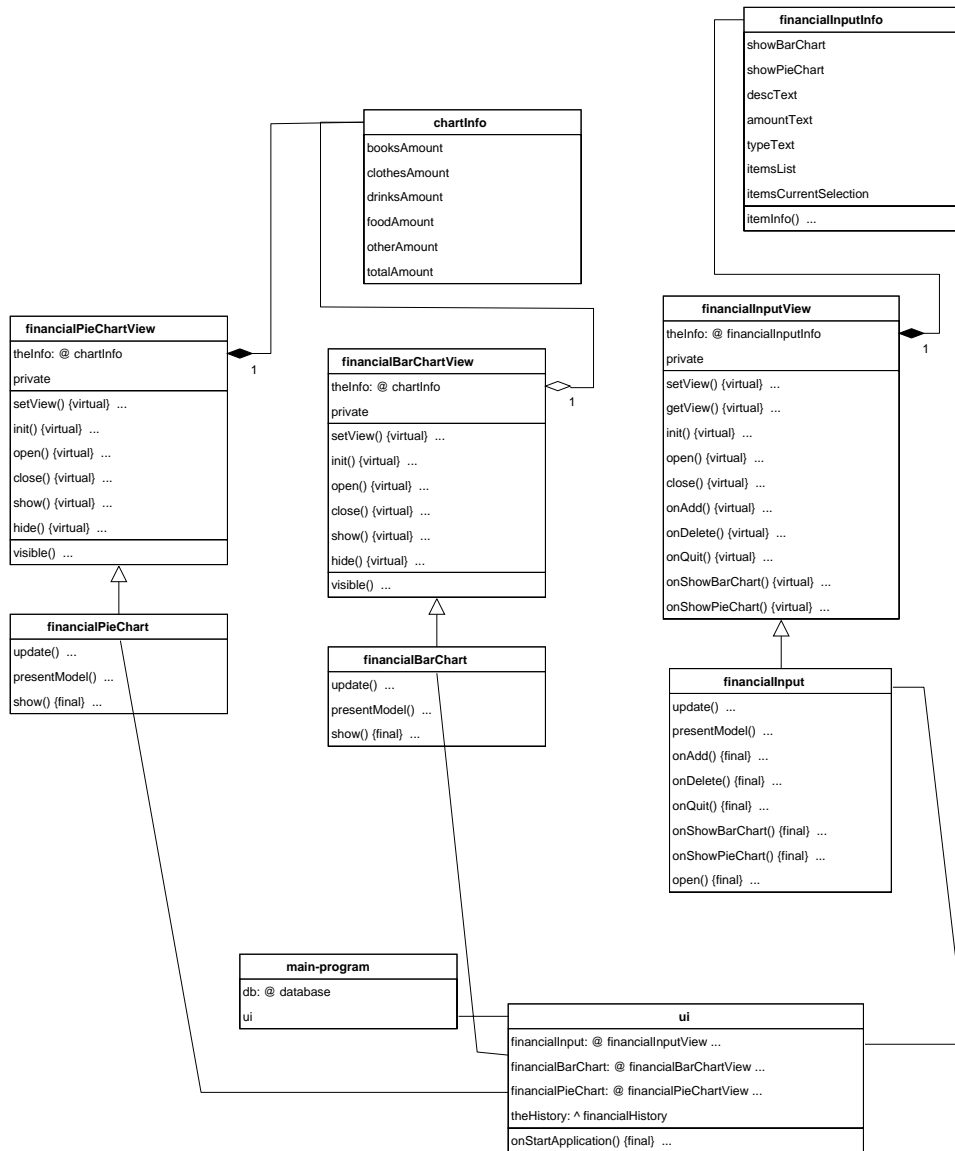 financialInputInfo
showBarChart
showPieChart
descText
amountText
typeText
itemsList
itemsCurrentSelection
itemInfo() ...
chartInfo
booksAmount
clothesAmount
drinksAmount
foodAmount
otherAmount
totalAmount
financialPieChartView
theInfo: @ chartInfo
private
setView() {virtual} ...
init() {virtual} ...
open() {virtual} ...
close() {virtual} ...
show() {virtual} ...
hide() {virtual} ...
visible() ...
1
financialBarChartView
theInfo: @ chartInfo
private
setView() {virtual} ...
init() {virtual} ...
open() {virtual} ...
close() {virtual} ...
show() {virtual} ...
hide() {virtual} ...
visible() ...
1
financialInputView
theInfo: @ financialInputInfo
private
setView() {virtual} ...
getView() {virtual} ...
init() {virtual} ...
open() {virtual} ...
close() {virtual} ...
onAdd() {virtual} ...
onDelete() {virtual} ...
onQuit() {virtual} ...
onShowBarChart() {virtual} ...
onShowPieChart() {virtual} ...
1
financialPieChart
update() ...
presentModel() ...
show() {final} ...
financialBarChart
update() ...
presentModel() ...
show() {final} ...
financialInput
update() ...
presentModel() ...
onAdd() {final} ...
onDelete() {final} ...
onQuit() {final} ...
onShowBarChart() {final} ...
onShowPieChart() {final} ...
open() {final} ...
main-program
db: @ database
ui
ui
financialInput: @ financialInputView ...
financialBarChart: @ financialBarChartView ...
financialPieChart: @ financialPieChartView ...
theHistory: ^ financialHistory
onStartApplication() {final} ...